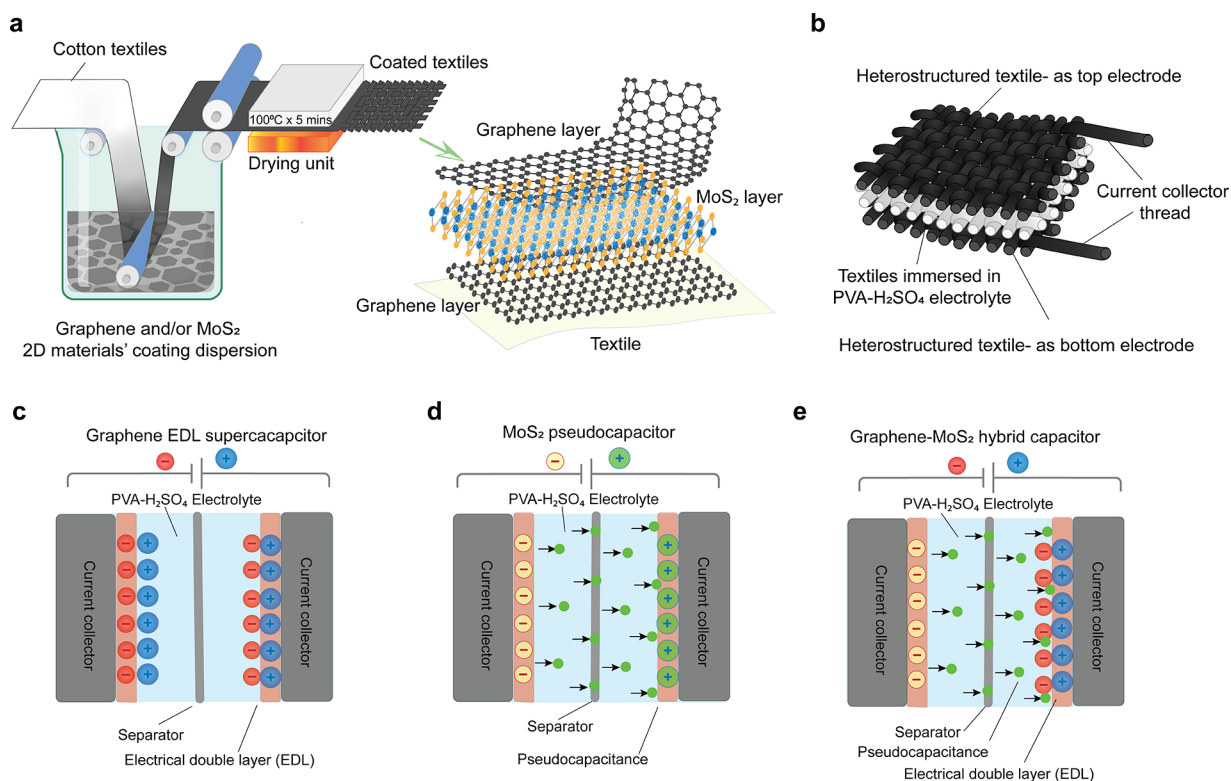 a
Cotton textiles
Coated textiles
100ºC x 5 mins
Drying unit
Graphene layer
MoS₂ layer
Graphene layer
Textile
Graphene and/or MoS₂
2D materials' coating dispersion
b
Heterostructured textile- as top electrode
Current collector
thread
Textiles immersed in
PVA-H₂SO₄ electrolyte
Heterostructured textile- as bottom electrode
c
Graphene EDL supercacapcitor
− +
PVA-H₂SO₄ Electrolyte
Current collector
Current collector
Separator
Electrical double layer (EDL)
d
MoS₂ pseudocapacitor
− +
PVA-H₂SO₄ Electrolyte
Current collector
Current collector
Separator
Pseudocapacitance
e
Graphene-MoS₂ hybrid capacitor
− +
PVA-H₂SO₄ Electrolyte
Current collector
Current collector
Separator
Pseudocapacitance
Electrical double layer (EDL)